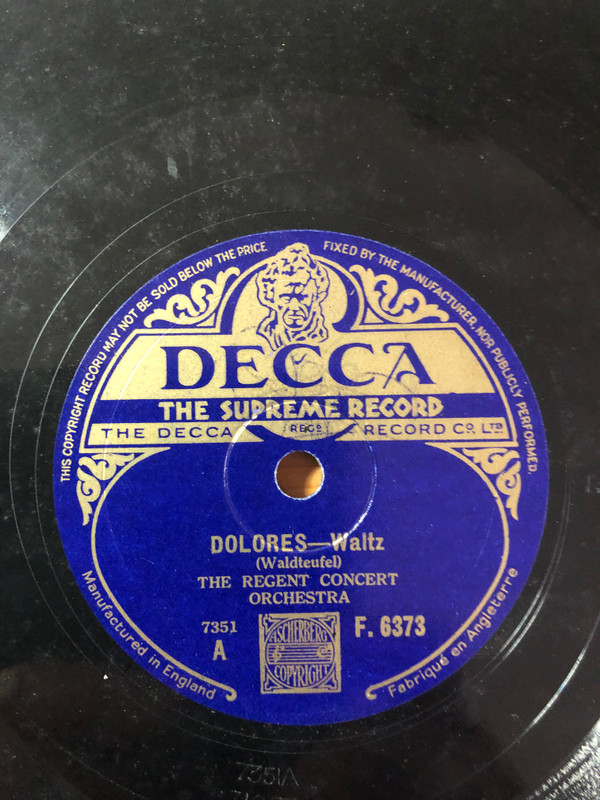 THIS COPYRIGHT RECORD MAY NOT BE SOLD BELOW THE PRICE FIXED BY THE MANUFACTURER, NOR PUBLICLY PERFORMED.
DECCA
THE SUPREME RECORD
THE DECCA REGD RECORD CO. LTD
DOLORES—Waltz
(Waldteufel)
THE REGENT CONCERT
ORCHESTRA
7351
A
ASCHERBERG
COPYRIGHT
F. 6373
Manufactured in England
Fabriqué en Angleterre
7351A